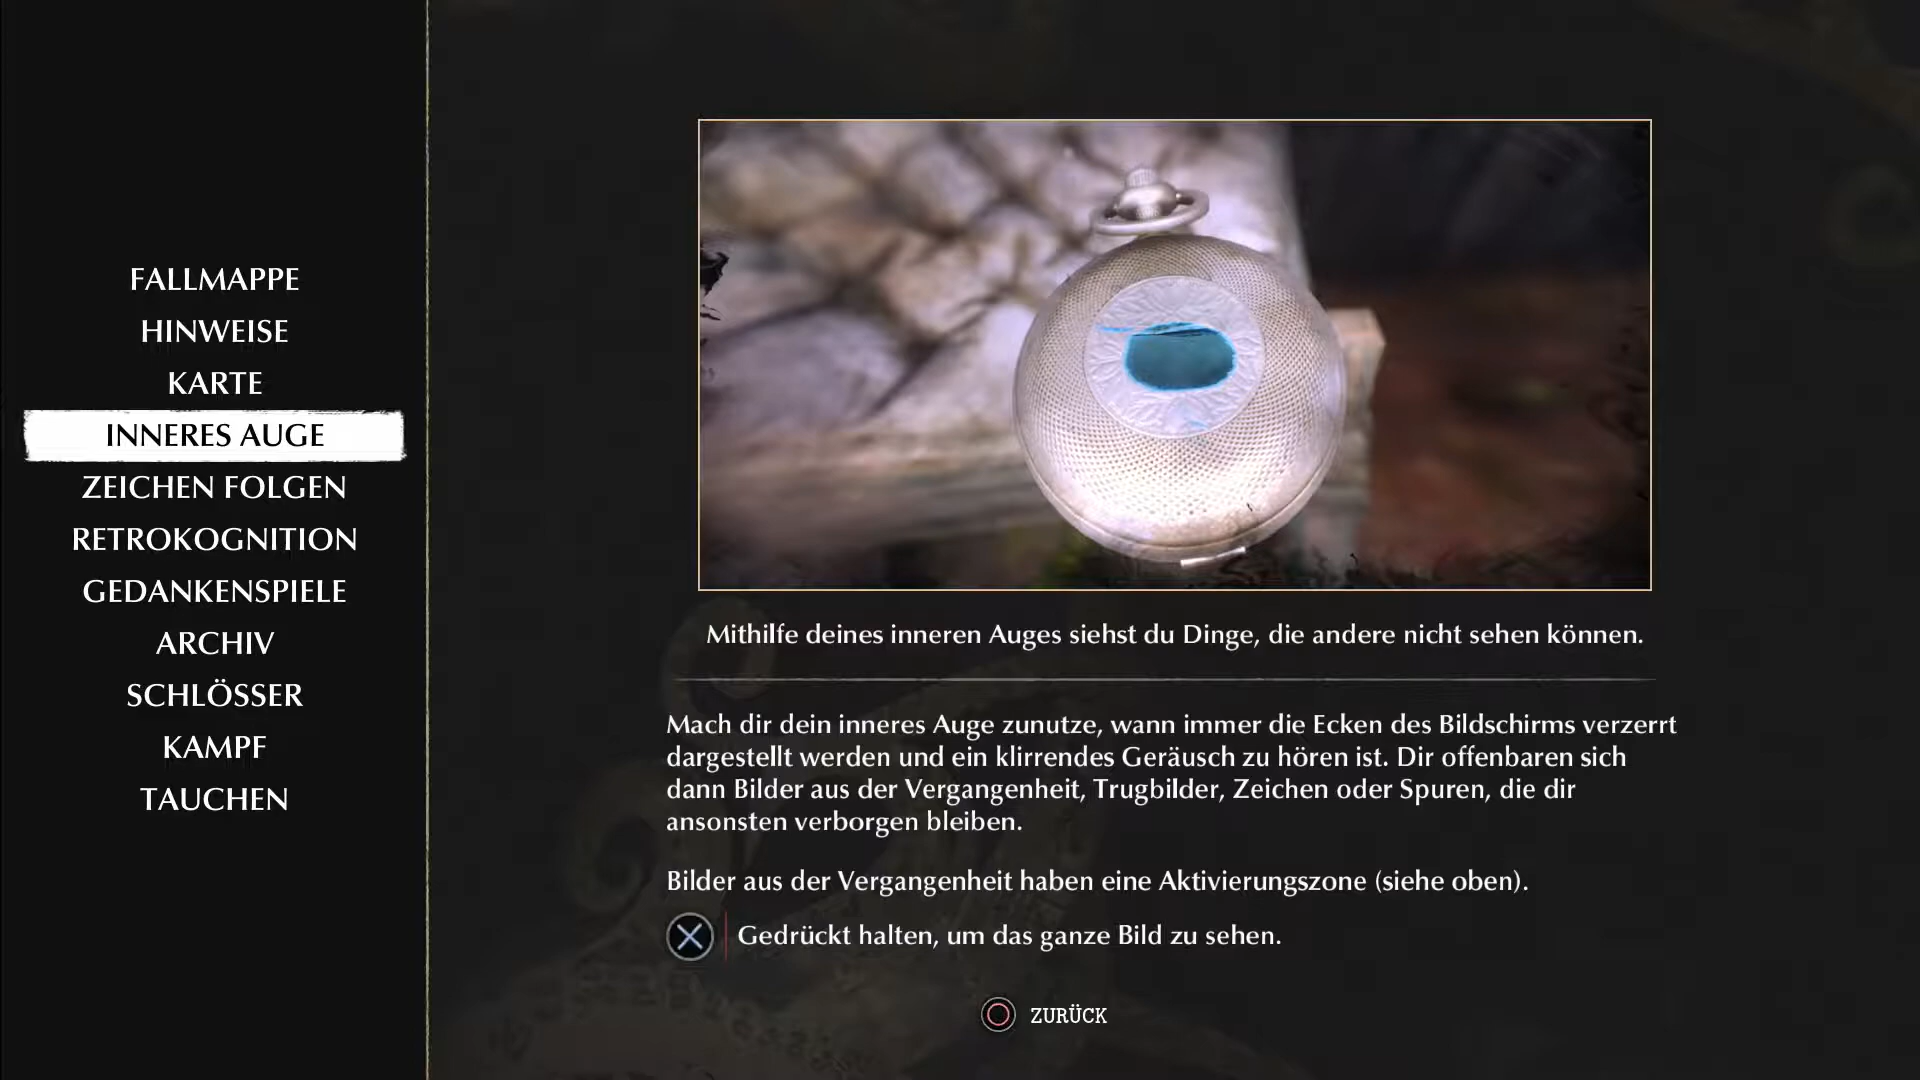 FALLMAPPE
HINWEISE
KARTE
INNERES AUGE
ZEICHEN FOLGEN
RETROKOGNITION
GEDANKENSPIELE
ARCHIV
SCHLÖSSER
KAMPF
TAUCHEN
Mithilfe deines inneren Auges siehst du Dinge, die andere nicht sehen können.
Mach dir dein inneres Auge zunutze, wann immer die Ecken des Bildschirms verzerrt
dargestellt werden und ein klirrendes Geräusch zu hören ist. Dir offenbaren sich
dann Bilder aus der Vergangenheit, Trugbilder, Zeichen oder Spuren, die dir
ansonsten verborgen bleiben.
Bilder aus der Vergangenheit haben eine Aktivierungszone (siehe oben).
Gedrückt halten, um das ganze Bild zu sehen.
ZURÜCK